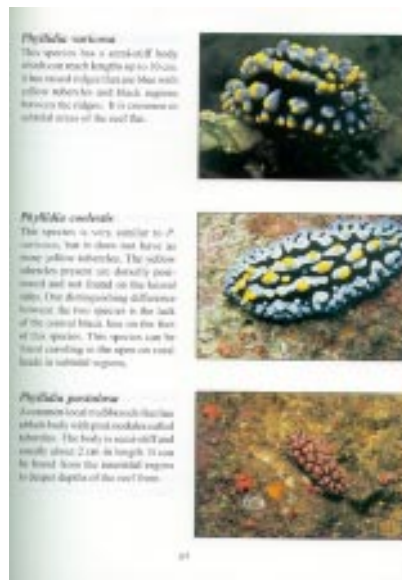 Phyllidia varicosa
This species has a semi-stiff body
which can reach lengths up to 10 cm.
It has raised ridges that are blue with
yellow tubercles and black regions
between the ridges. It is common in
subtidal areas of the reef flat.
Phyllidia coelestis
This species is very similar to P.
varicosa, but it does not have as
many yellow tubercles. The yellow
tubercles present are dorsally
and not found on the lateral
sides. One distinguishing difference
between the two species is the lack
of the central black line on the foot
of this species. This species can be
found crawling in the open on coral
heads in subtidal regions.
Phyllidia pustulosa
A common local nudibranch that has
a black body with pink nodules called
tubercles. The body is semi-stiff and
usually about 2 cm in length. It can
be found from the intertidal regions
to deeper depths of the reef front.